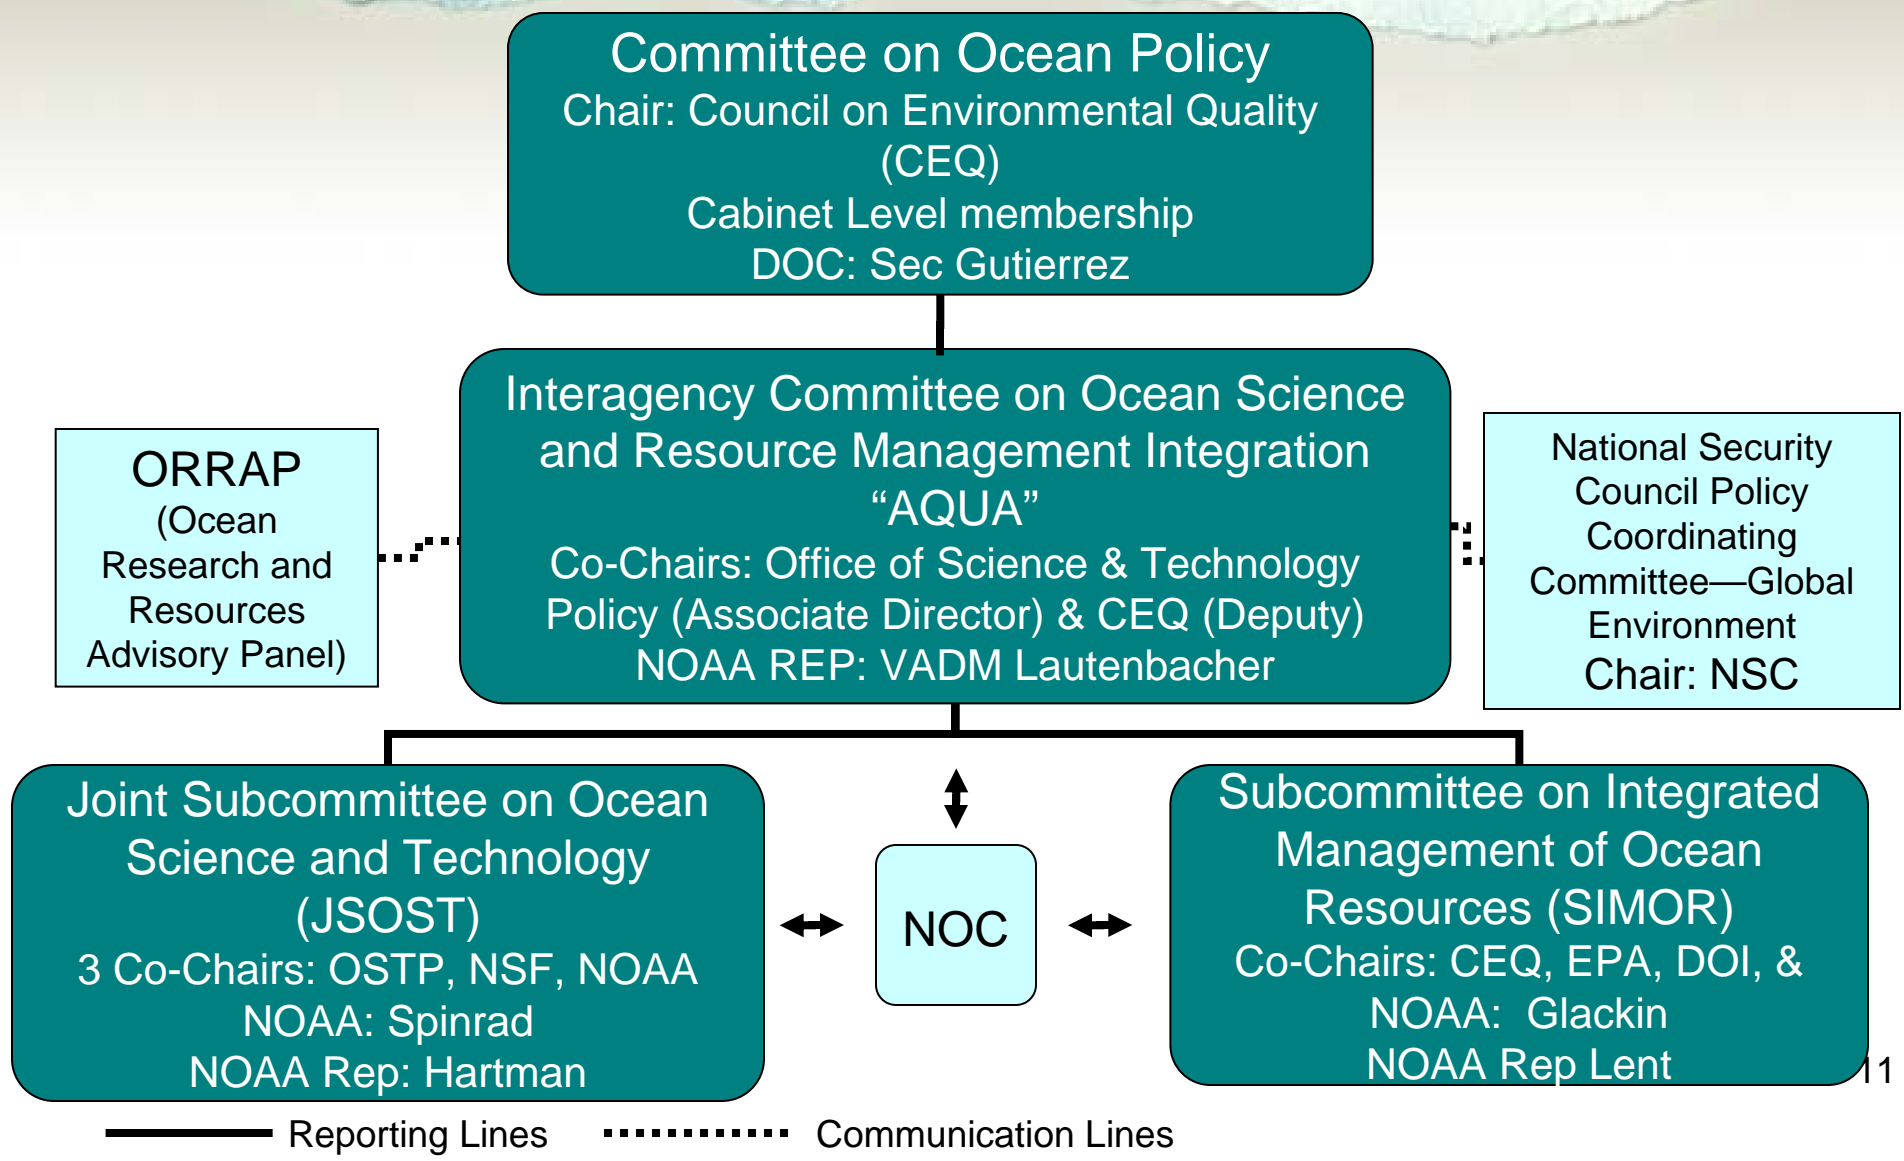 Committee on Ocean Policy
Chair: Council on Environmental Quality
(CEQ)
Cabinet Level membership
DOC: Sec Gutierrez
Interagency Committee on Ocean Science
and Resource Management Integration
“AQUA”
Co-Chairs: Office of Science & Technology
Policy (Associate Director) & CEQ (Deputy)
NOAA REP: VADM Lautenbacher
ORRAP
(Ocean
Research and
Resources
Advisory Panel)
National Security
Council Policy
Coordinating
Committee—Global
Environment
Chair: NSC
Joint Subcommittee on Ocean
Science and Technology
(JSOST)
3 Co-Chairs: OSTP, NSF, NOAA
NOAA: Spinrad
NOAA Rep: Hartman
NOC
Subcommittee on Integrated
Management of Ocean
Resources (SIMOR)
Co-Chairs: CEQ, EPA, DOI, &
NOAA:  Glackin
NOAA Rep Lent
11
Reporting Lines
Communication Lines